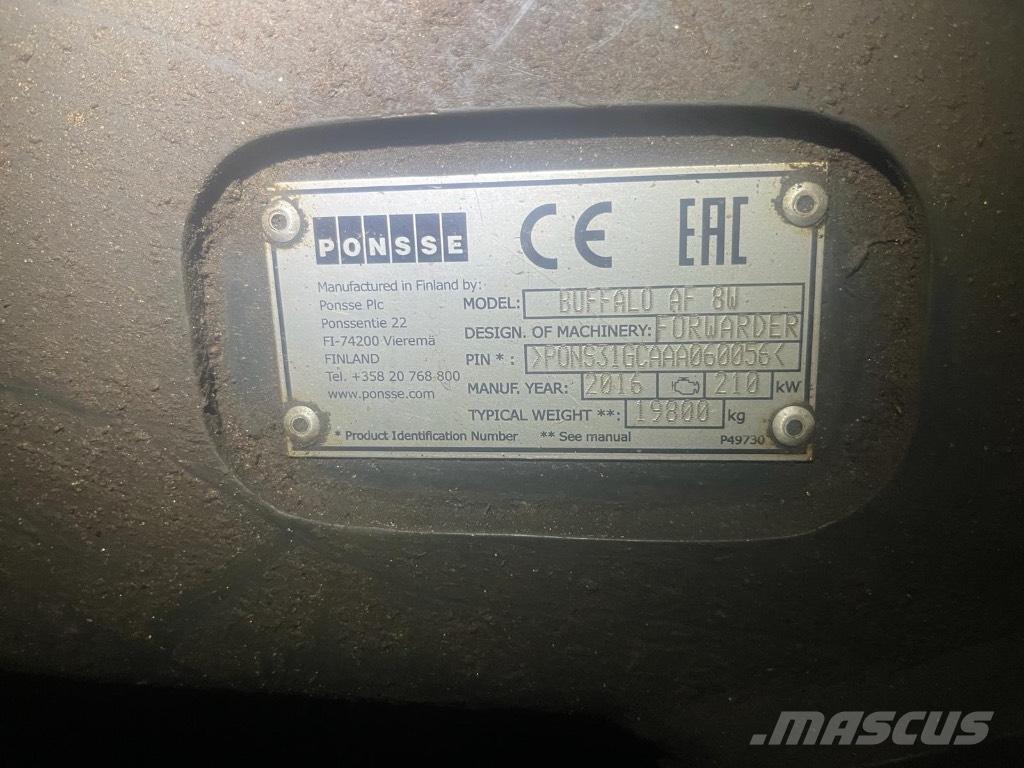 PONSSE CE EAC
Manufactured in Finland by:
Ponsse Plc
Ponssentie 22
FI-74200 Vieremä
FINLAND
Tel. +358 20 768 800
www.ponsse.com
MODEL: BUFFALO AF 8W
DESIGN. OF MACHINERY: FORWARDER
PIN * : >PONS31GCAAA060056<
MANUF. YEAR: 2016 210 kW
TYPICAL WEIGHT **: 19800 kg
* Product Identification Number ** See manual P49730
MASCUS